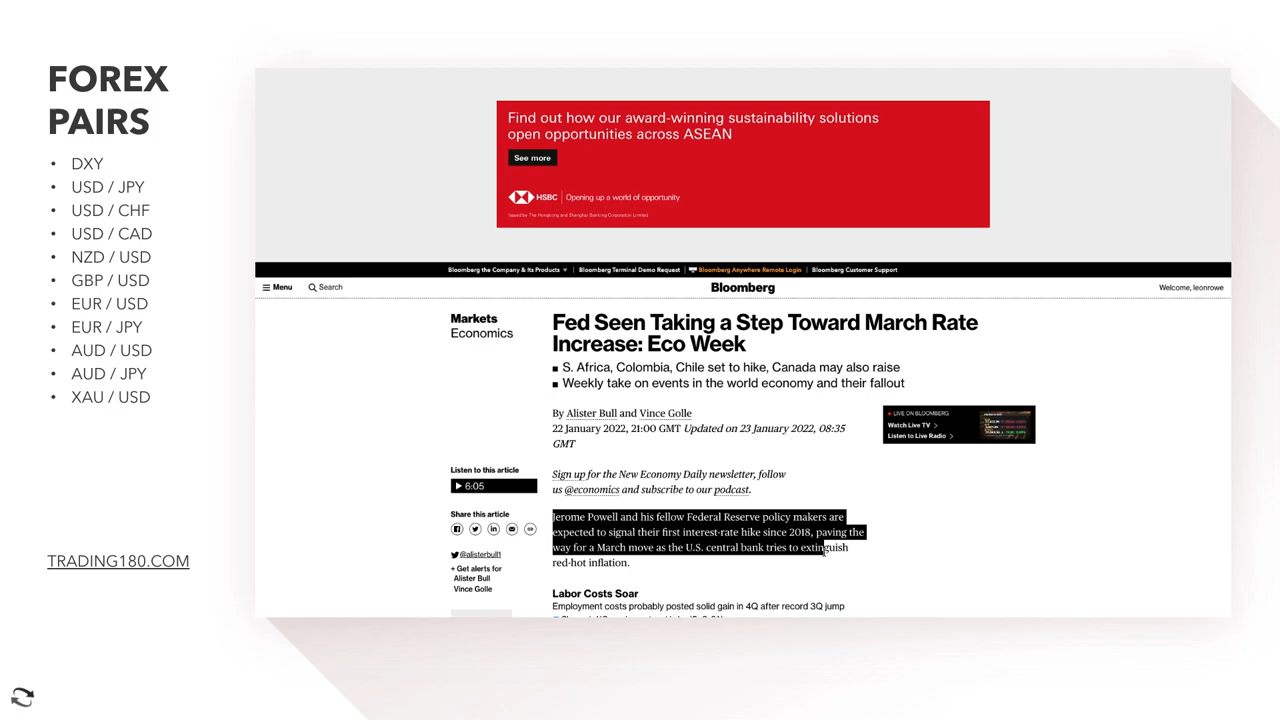 FOREX
PAIRS
• DXY
• USD / JPY
• USD / CHF
• USD / CAD
• NZD / USD
• GBP / USD
• EUR / USD
• EUR / JPY
• AUD / USD
• AUD / JPY
• XAU / USD
TRADING180.COM
Find out how our award-winning sustainability solutions
open opportunities across ASEAN
See more
HSBC | Opening up a world of opportunity
Issued by The Hongkong and Shanghai Banking Corporation Limited
Bloomberg the Company & Its Products | Bloomberg Terminal Demo Request | Bloomberg Anywhere Remote Login | Bloomberg Customer Support
Menu Search Bloomberg Welcome, leonrowe
Markets
Economics
Fed Seen Taking a Step Toward March Rate
Increase: Eco Week
S. Africa, Colombia, Chile set to hike, Canada may also raise
Weekly take on events in the world economy and their fallout
By Alister Bull and Vince Golle
22 January 2022, 21:00 GMT Updated on 23 January 2022, 08:35
GMT
LIVE ON BLOOMBERG
Watch Live TV
Listen to Live Radio
Listen to this article
6:05
Share this article
@alisterbull1
+ Get alerts for
Alister Bull
Vince Golle
Sign up for the New Economy Daily newsletter, follow
us @economics and subscribe to our podcast.
Jerome Powell and his fellow Federal Reserve policy makers are
expected to signal their first interest-rate hike since 2018, paving the
way for a March move as the U.S. central bank tries to extinguish
red-hot inflation.
Labor Costs Soar
Employment costs probably posted solid gain in 4Q after record 3Q jump